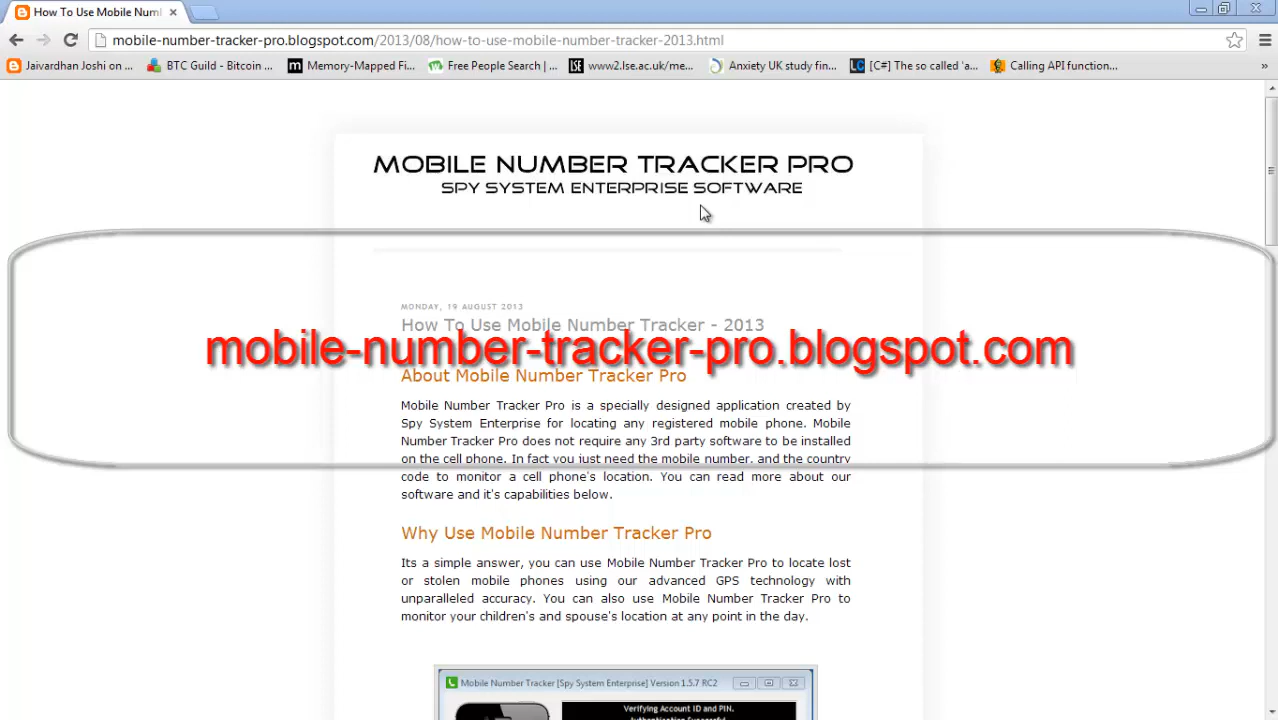 How To Use Mobile Num
mobile-number-tracker-pro.blogspot.com/2013/08/how-to-use-mobile-number-tracker-2013.html
Jaivardhan Joshi on ... BTC Guild - Bitcoin ... Memory-Mapped Fi... Free People Search | ... LSE www2.lse.ac.uk/me... Anxiety UK study fin... LC [C#] The so called 'a... Calling API function... »
MOBILE NUMBER TRACKER PRO
SPY SYSTEM ENTERPRISE SOFTWARE
MONDAY, 19 AUGUST 2013
How To Use Mobile Number Tracker - 2013
mobile-number-tracker-pro.blogspot.com
About Mobile Number Tracker Pro
Mobile Number Tracker Pro is a specially designed application created by
Spy System Enterprise for locating any registered mobile phone. Mobile
Number Tracker Pro does not require any 3rd party software to be installed
on the cell phone. In fact you just need the mobile number, and the country
code to monitor a cell phone's location. You can read more about our
software and it's capabilities below.
Why Use Mobile Number Tracker Pro
Its a simple answer, you can use Mobile Number Tracker Pro to locate lost
or stolen mobile phones using our advanced GPS technology with
unparalleled accuracy. You can also use Mobile Number Tracker Pro to
monitor your children's and spouse's location at any point in the day.
Mobile Number Tracker [Spy System Enterprise] Version 1.5.7 RC2
Verifying Account ID and PIN.